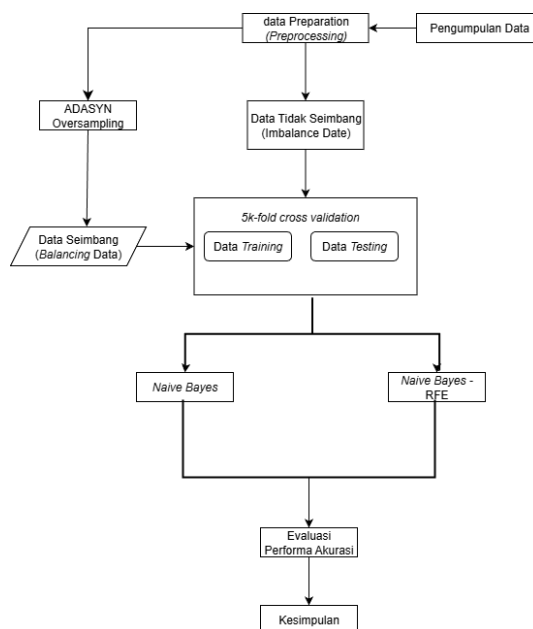 data Preparation
(Preprocessing)
Pengumpulan Data
ADASYN
Oversampling
Data Tidak Seimbang
(Imbalance Date)
5k-fold cross validation
Data Training
Data Testing
Data Seimbang
(Balancing Data)
Naive Bayes
Naive Bayes -
RFE
Evaluasi
Performa Akurasi
Kesimpulan